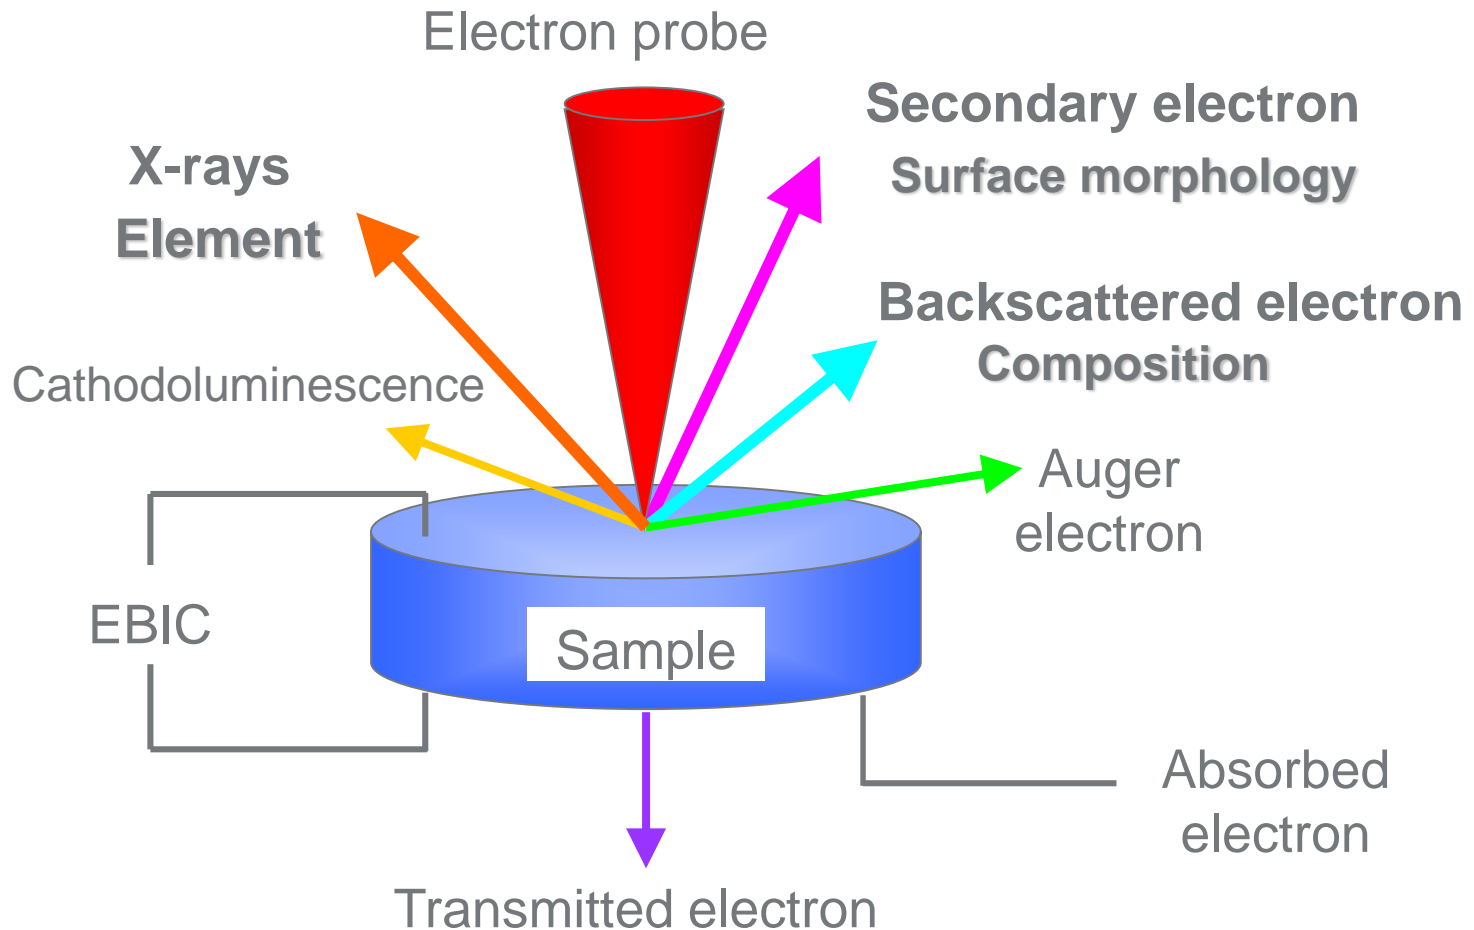 Electron probe
Secondary electron
Surface morphology
X-rays
Element
Backscattered electron
Composition
Cathodoluminescence
Auger
electron
EBIC
Sample
Absorbed
electron
Transmitted electron